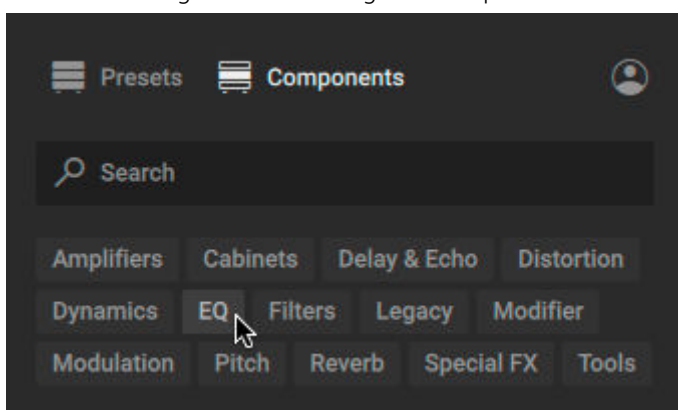 Presets Components
Search
Amplifiers Cabinets Delay & Echo Distortion
Dynamics EQ Filters Legacy Modifier
Modulation Pitch Reverb Special FX Tools